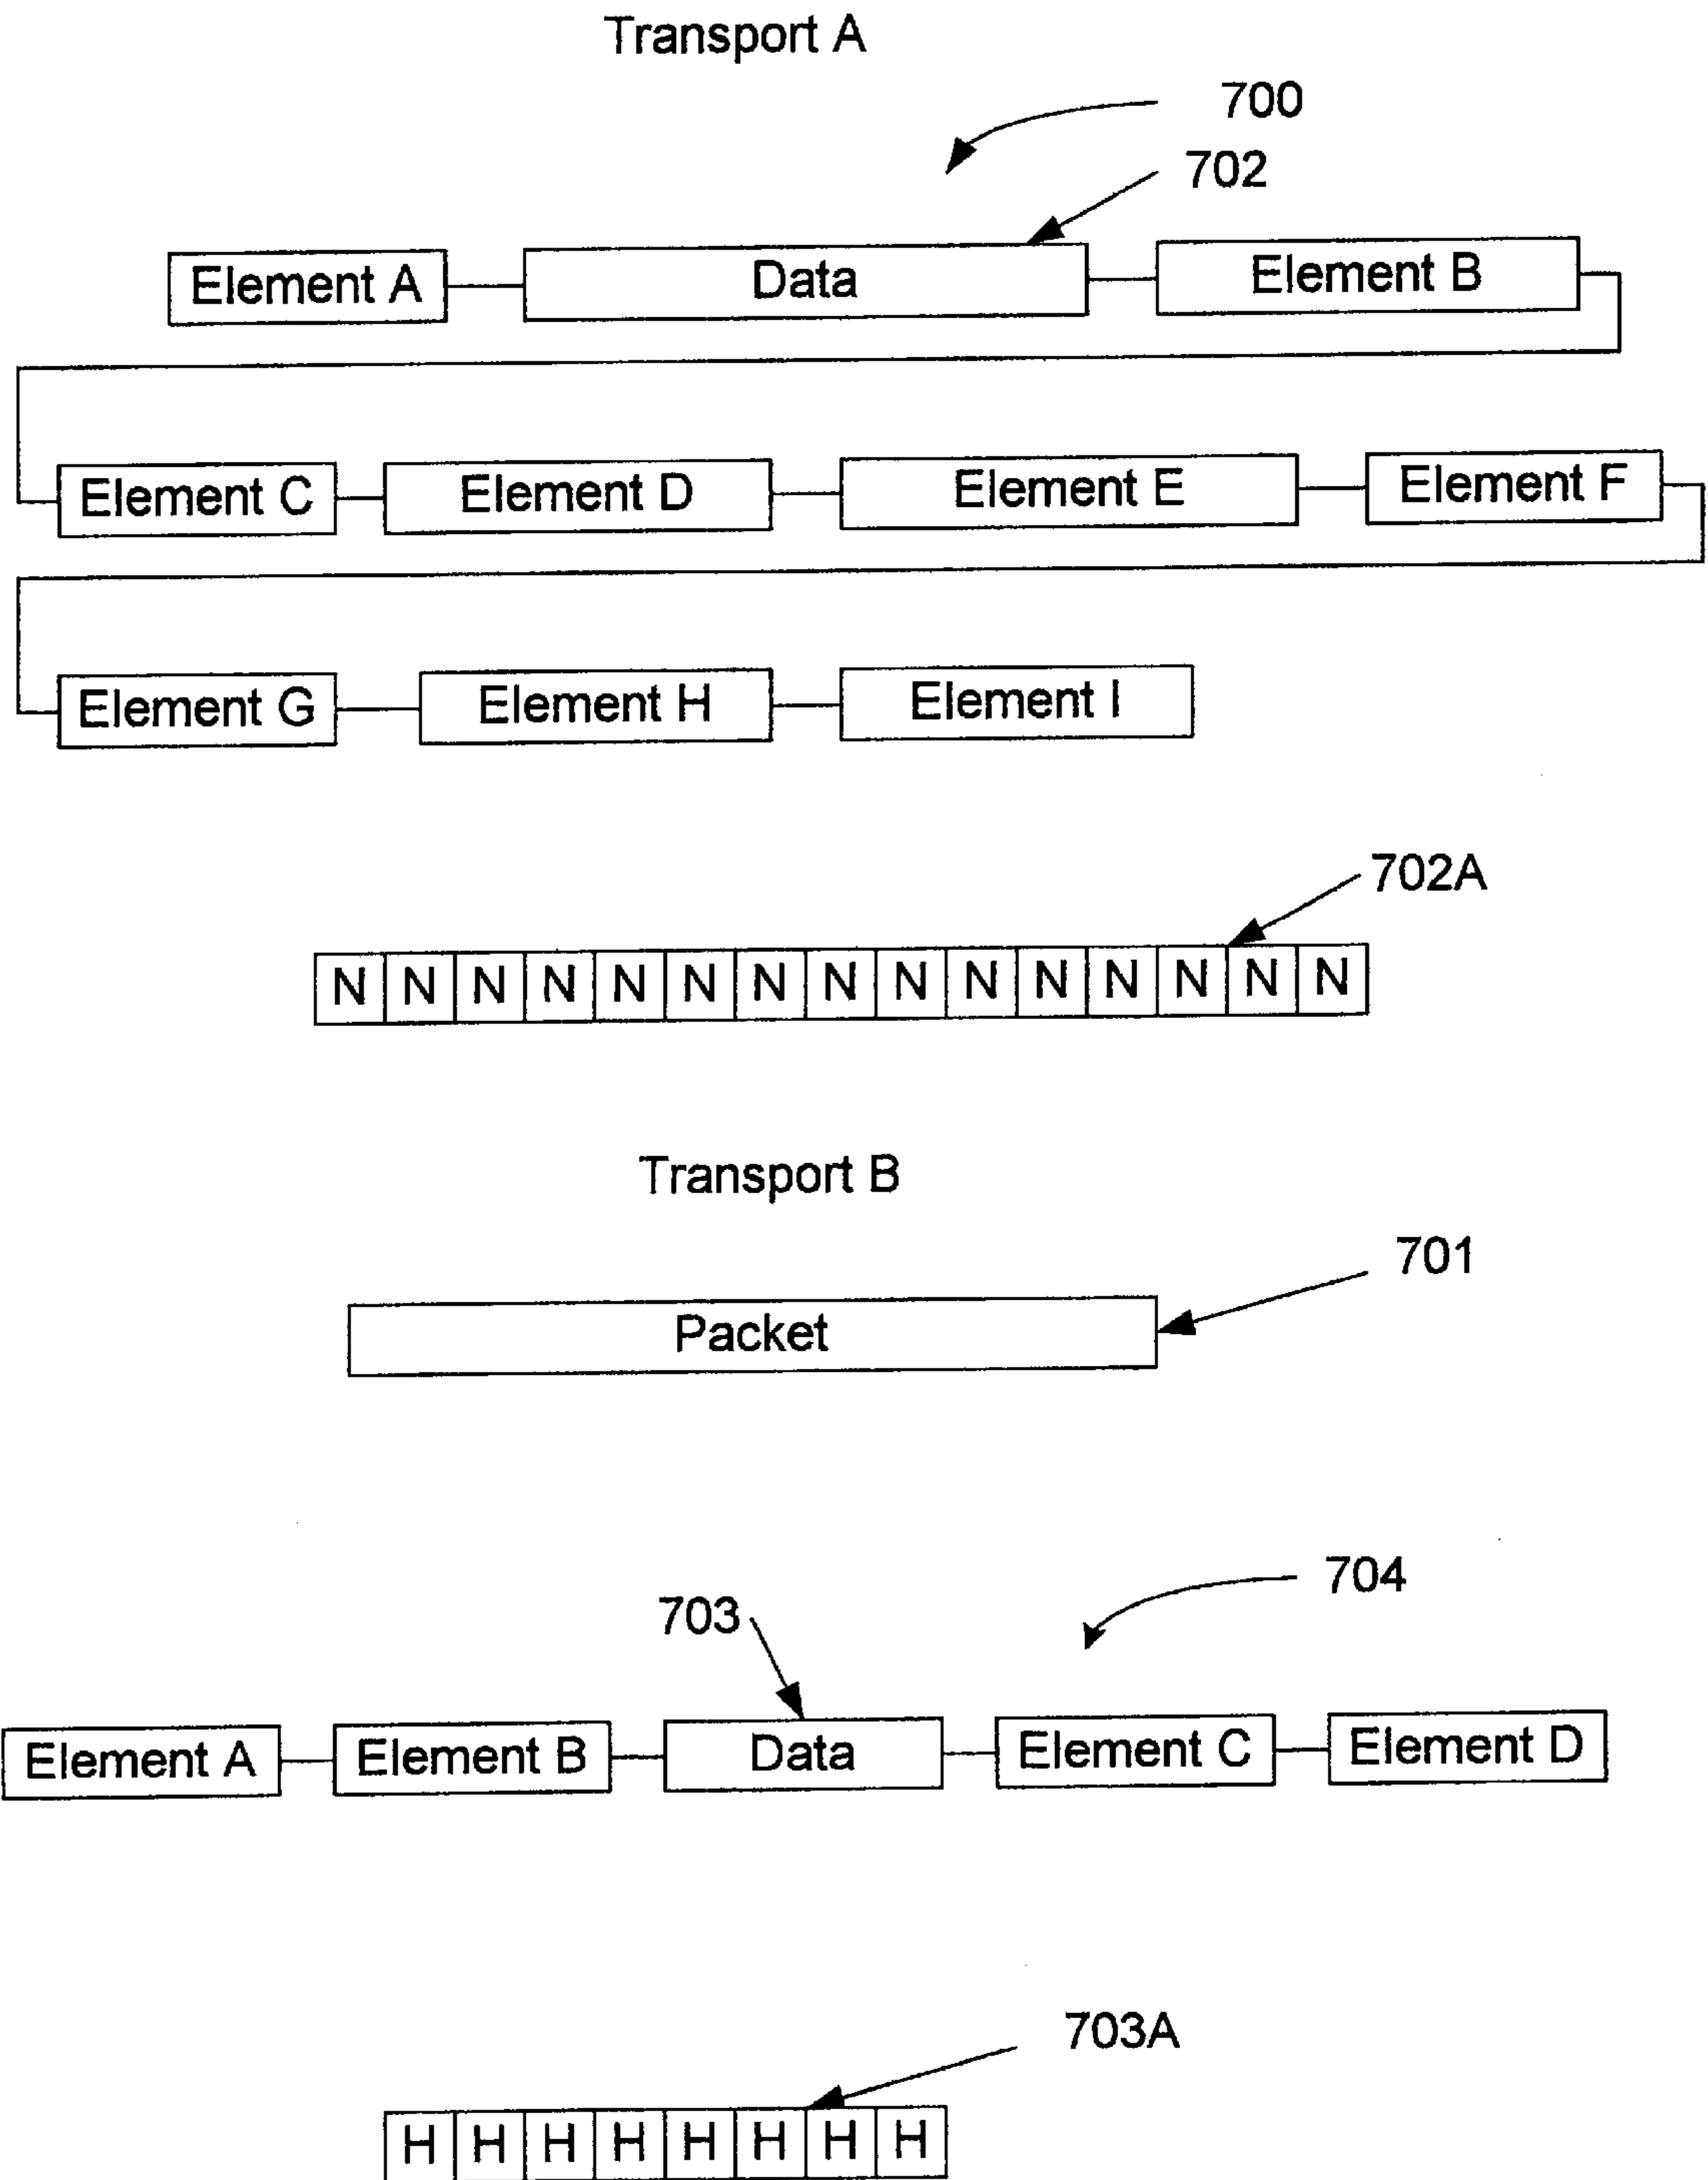 Transport A
700
702
Element A Data Element B
Element C Element D Element E Element F
Element G Element H Element I
702A
N N N N N N N N N N N N N N N
Transport B
701
Packet
704
703
Element A Element B Data Element C Element D
703A
H H H H H H H H